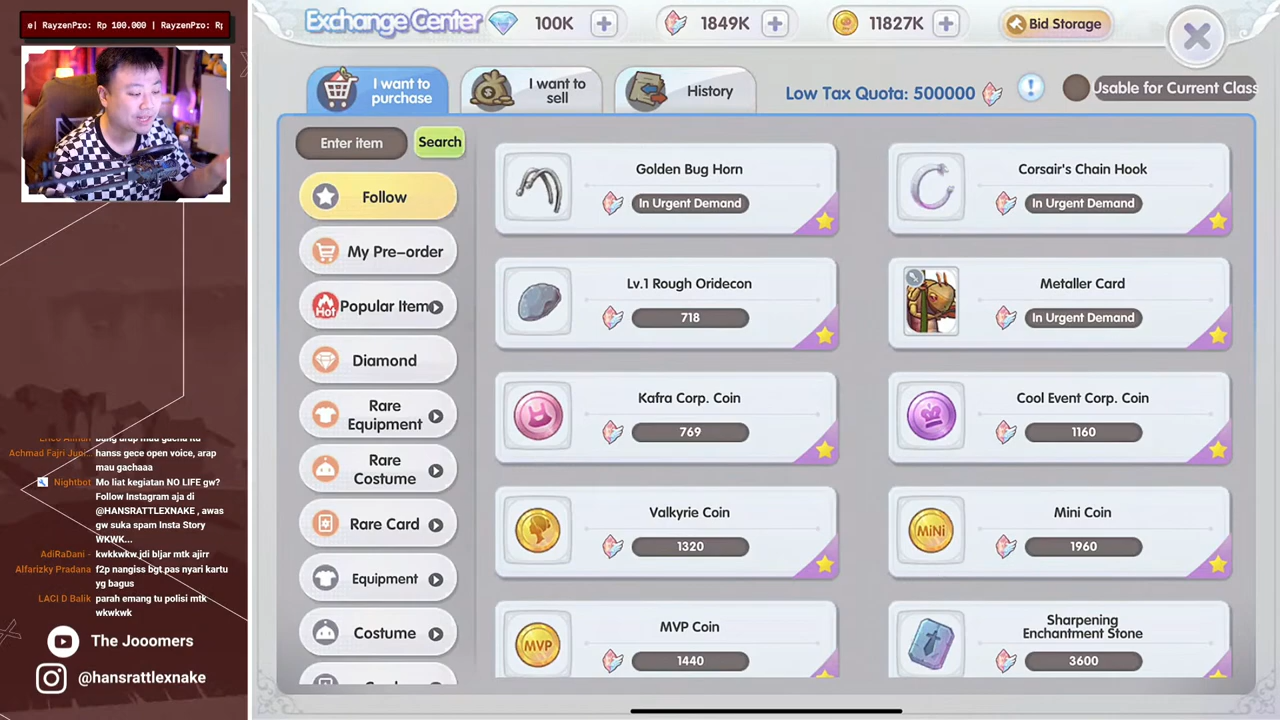 e| RayzenPro: Rp 100.000 | RayzenPro: Rp
Exchange Center
100K
1849K
11827K
Bid Storage
I want to
purchase
I want to
sell
History
Low Tax Quota: 500000
Usable for Current Class
Enter item
Search
Follow
My Pre-order
Hot
Popular Item
Diamond
Rare
Equipment
Rare
Costume
Rare Card
Equipment
Costume
Golden Bug Horn
In Urgent Demand
Corsair's Chain Hook
In Urgent Demand
Lv.1 Rough Oridecon
718
Metaller Card
In Urgent Demand
Kafra Corp. Coin
769
Cool Event Corp. Coin
1160
Valkyrie Coin
1320
MiNi
Mini Coin
1960
MVP
MVP Coin
1440
Sharpening
Enchantment Stone
3600
Achmad Fajri Juni... hanss gece open voice, arap
mau gachaaa
Nightbot Mo liat kegiatan NO LIFE gw?
Follow Instagram aja di
@HANSRATTLEXNAKE , awas
gw suka spam Insta Story
WKWK...
AdiRaDani - kwkkwkw jdi bljar mtk ajirr
Alfarizky Pradana f2p nangiss bgt pas nyari kartu
yg bagus
LACI D Balik parah emang tu polisi mtk
wkwkwk
The Jooomers
@hansrattlexnake